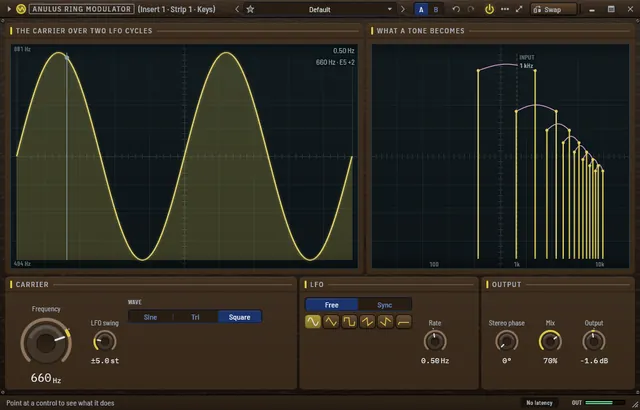 ANULUS RING MODULATOR (Insert 1 · Strip 1 · Keys) Default A B Swap
THE CARRIER OVER TWO LFO CYCLES
881 Hz
0.50 Hz
660 Hz · E5 +2
494 Hz
WHAT A TONE BECOMES
INPUT
1 kHz
100 1k 10k
CARRIER
Frequency
660 Hz
LFO swing
±5.0 st
WAVE
Sine Tri Square
LFO
Free Sync
Rate
0.50 Hz
OUTPUT
Stereo phase Mix Output
0° 70% -1.6 dB
Point at a control to see what it does
No latency OUT